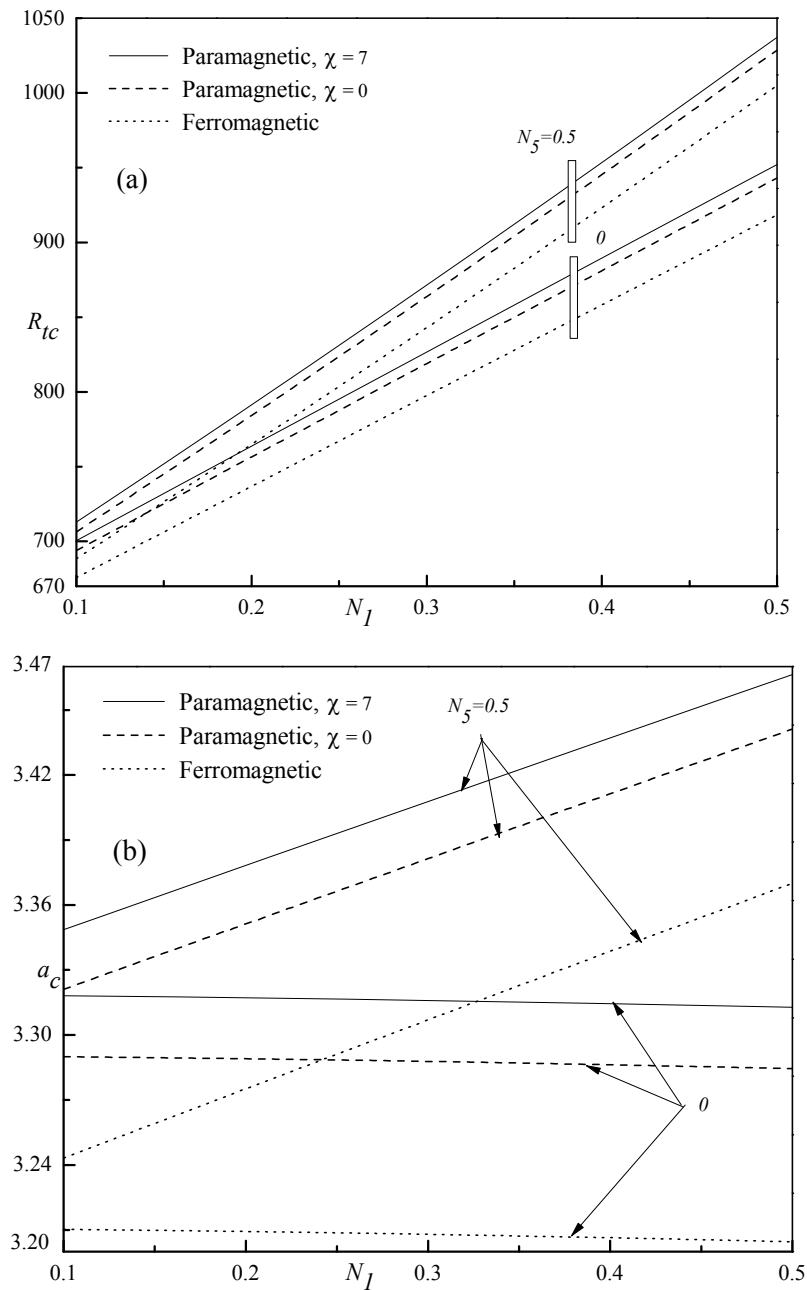 1050
Paramagnetic, χ = 7
Paramagnetic, χ = 0
Ferromagnetic
1000
N5=0.5
(a)
900
0
Rtc
800
700
670
0.1
0.2
N1
0.3
0.4
0.5
3.47
Paramagnetic, χ = 7
N5=0.5
Paramagnetic, χ = 0
3.42
Ferromagnetic
(b)
3.36
ac
3.30
0
3.24
3.20
0.1
0.2
N1
0.3
0.4
0.5